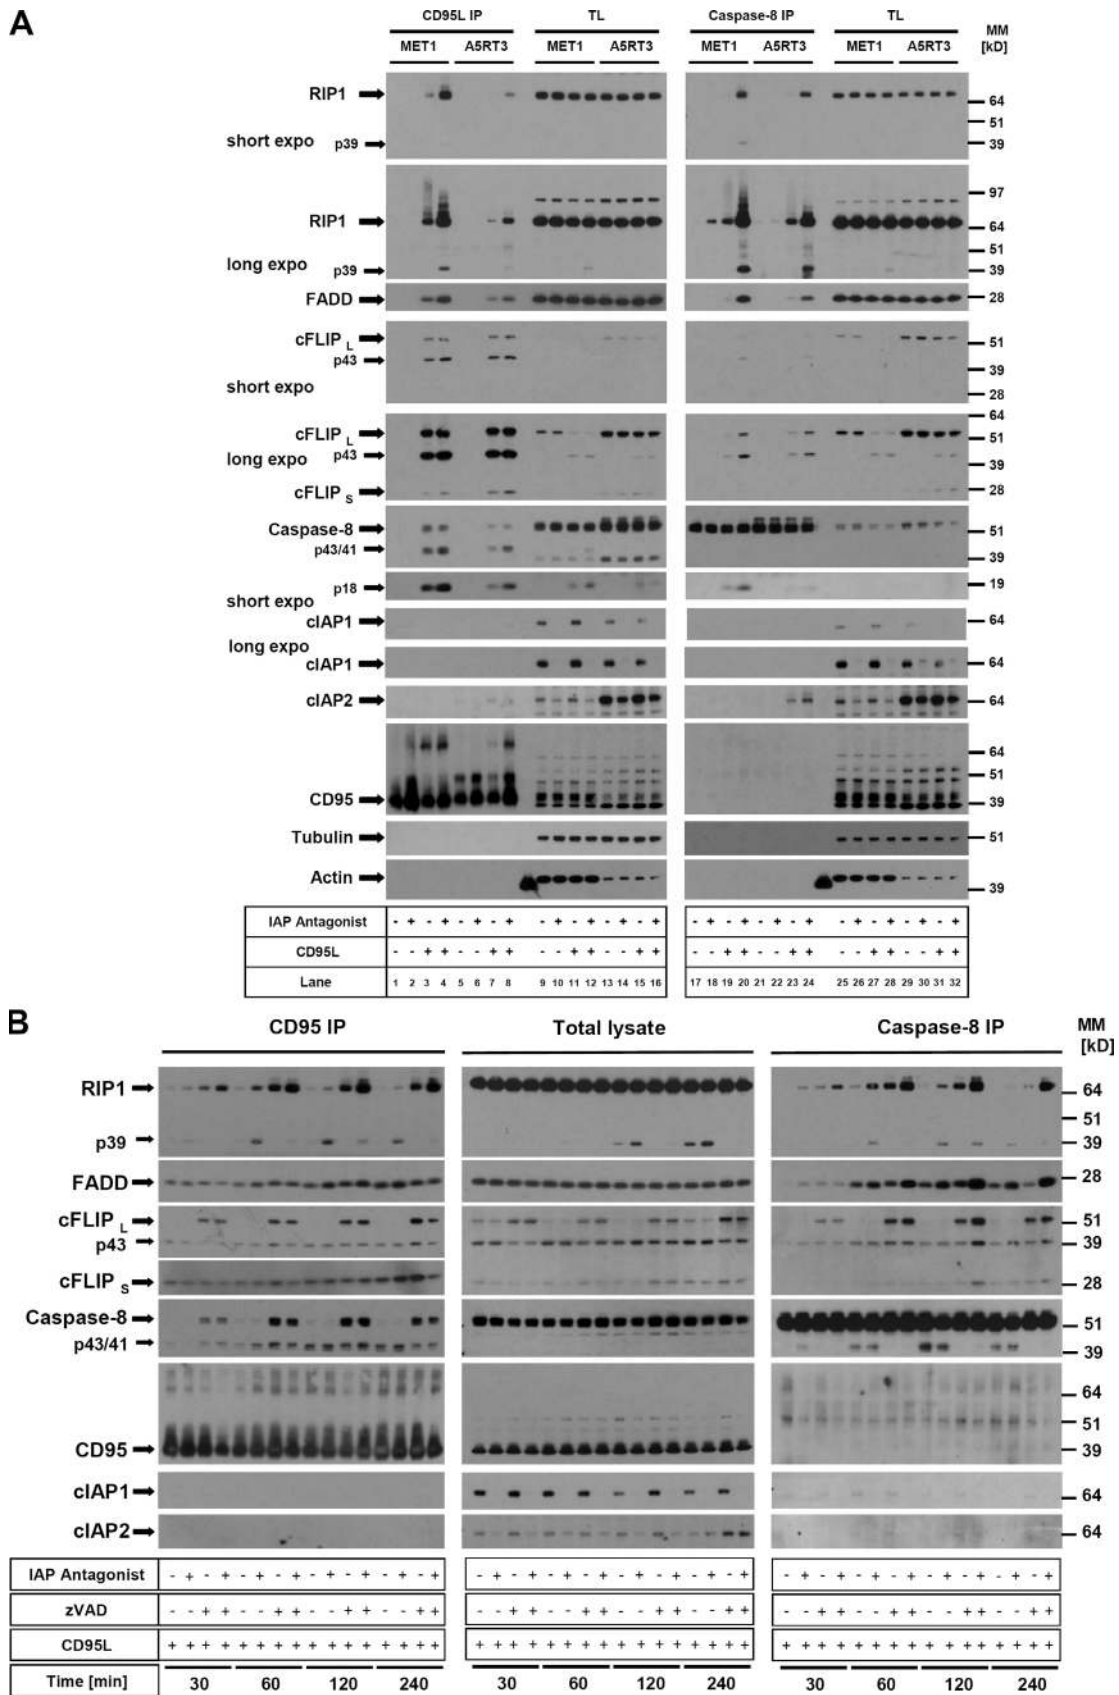 A
CD95L IP TL Caspase-8 IP TL
MET1 A5RT3 MET1 A5RT3 MET1 A5RT3 MET1 A5RT3
MM
[kD]
RIP1 64
51
short expo p39 39
97
RIP1 64
51
long expo p39 39
FADD 28
cFLIP L 51
p43
39
short expo 28
64
cFLIP L 51
long expo p43 39
cFLIP S 28
Caspase-8 51
p43/41 39
p18 19
short expo
cIAP1 64
long expo
cIAP1 64
cIAP2 64
64
51
CD95 39
Tubulin 51
Actin 39
IAP Antagonist - + - + - + - + - + - + - + - + - + - + - + - + - + - + - + - +
CD95L - - + + - - + + - - + + - - + + - - + + - - + + - - + + - - + +
Lane 1 2 3 4 5 6 7 8 9 10 11 12 13 14 15 16 17 18 19 20 21 22 23 24 25 26 27 28 29 30 31 32
B
CD95 IP Total lysate Caspase-8 IP
MM
[kD]
RIP1 64
51
p39 39
FADD 28
cFLIP L 51
p43 39
cFLIP S 28
Caspase-8 51
p43/41 39
64
51
CD95 39
cIAP1 64
cIAP2 64
IAP Antagonist - + - + - + - + - + - + - + - + - + - + - + - + - + - + - + - + - + - + - + - + - + - + - + - +
zVAD - - + + - - + + - - + + - - + + - - + + - - + + - - + + - - + + - - + + - - + + - - + + - - + +
CD95L + + + + + + + + + + + + + + + + + + + + + + + + + + + + + + + + + + + + + + + + + + + + + + + +
Time [min] 30 60 120 240 30 60 120 240 30 60 120 240